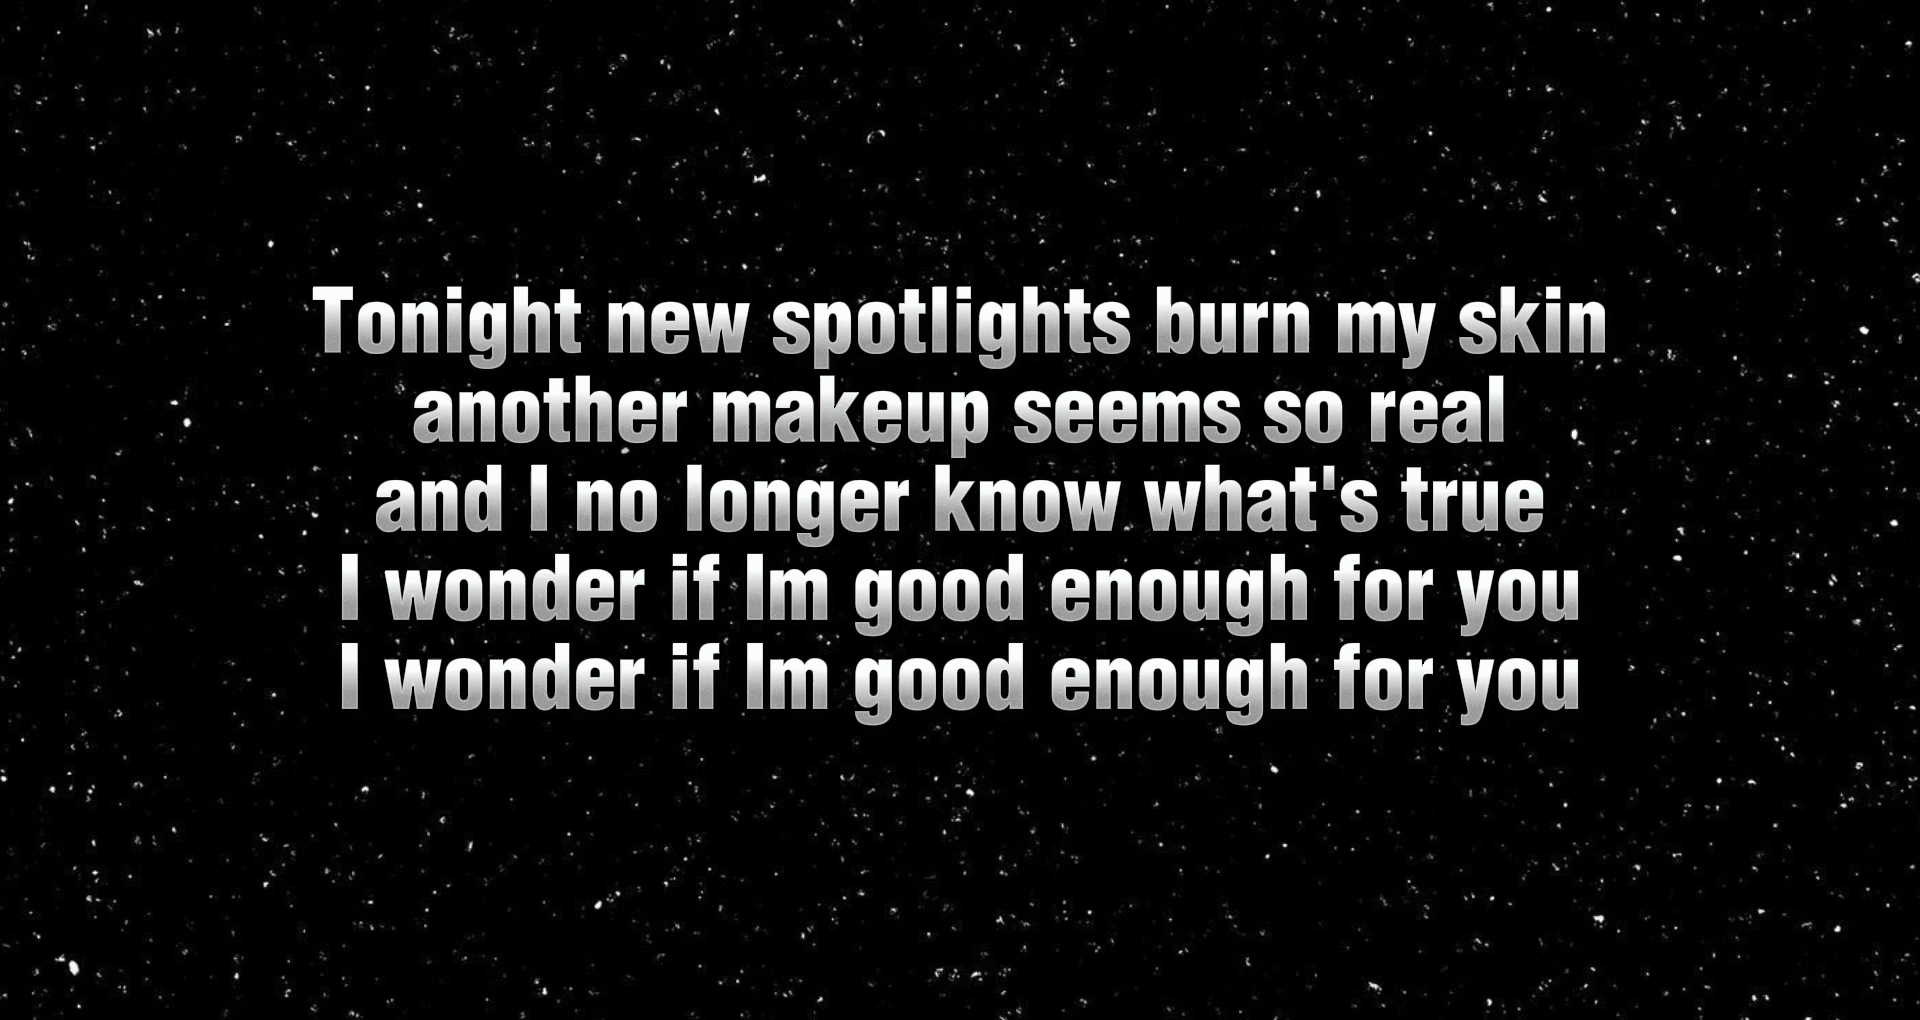 Tonight new spotlights burn my skin
another makeup seems so real
and I no longer know what's true
I wonder if Im good enough for you
I wonder if Im good enough for you